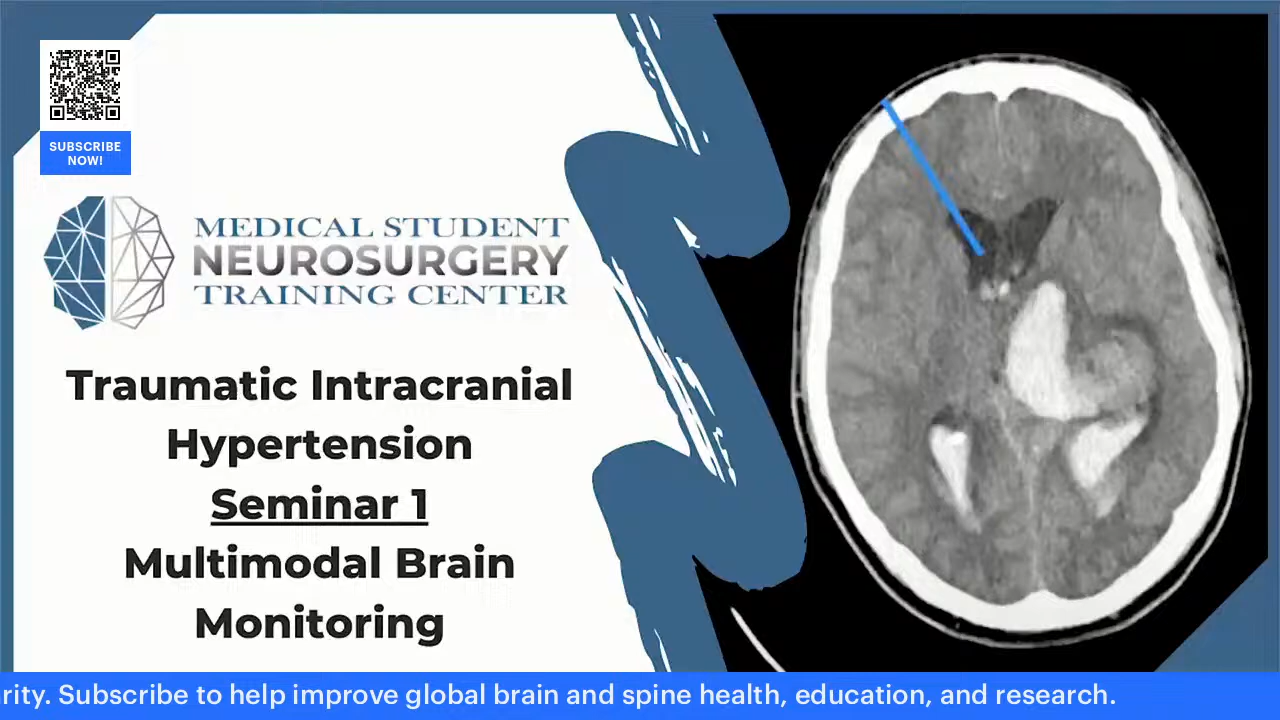 SUBSCRIBE
NOW!
MEDICAL STUDENT
NEUROSURGERY
TRAINING CENTER
Traumatic Intracranial
Hypertension
Seminar 1
Multimodal Brain
Monitoring
Subscribe to help improve global brain and spine health, education, and research.